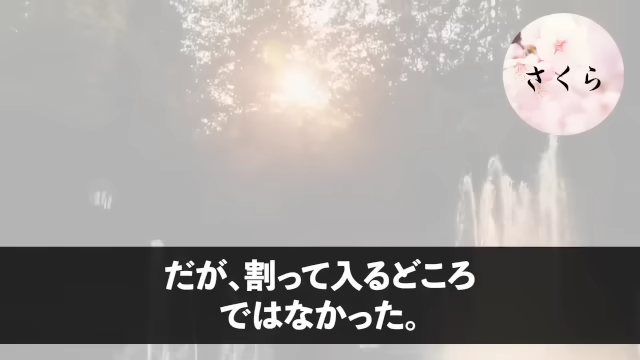 さくら
だが、割って入るどころ
ではなかった。